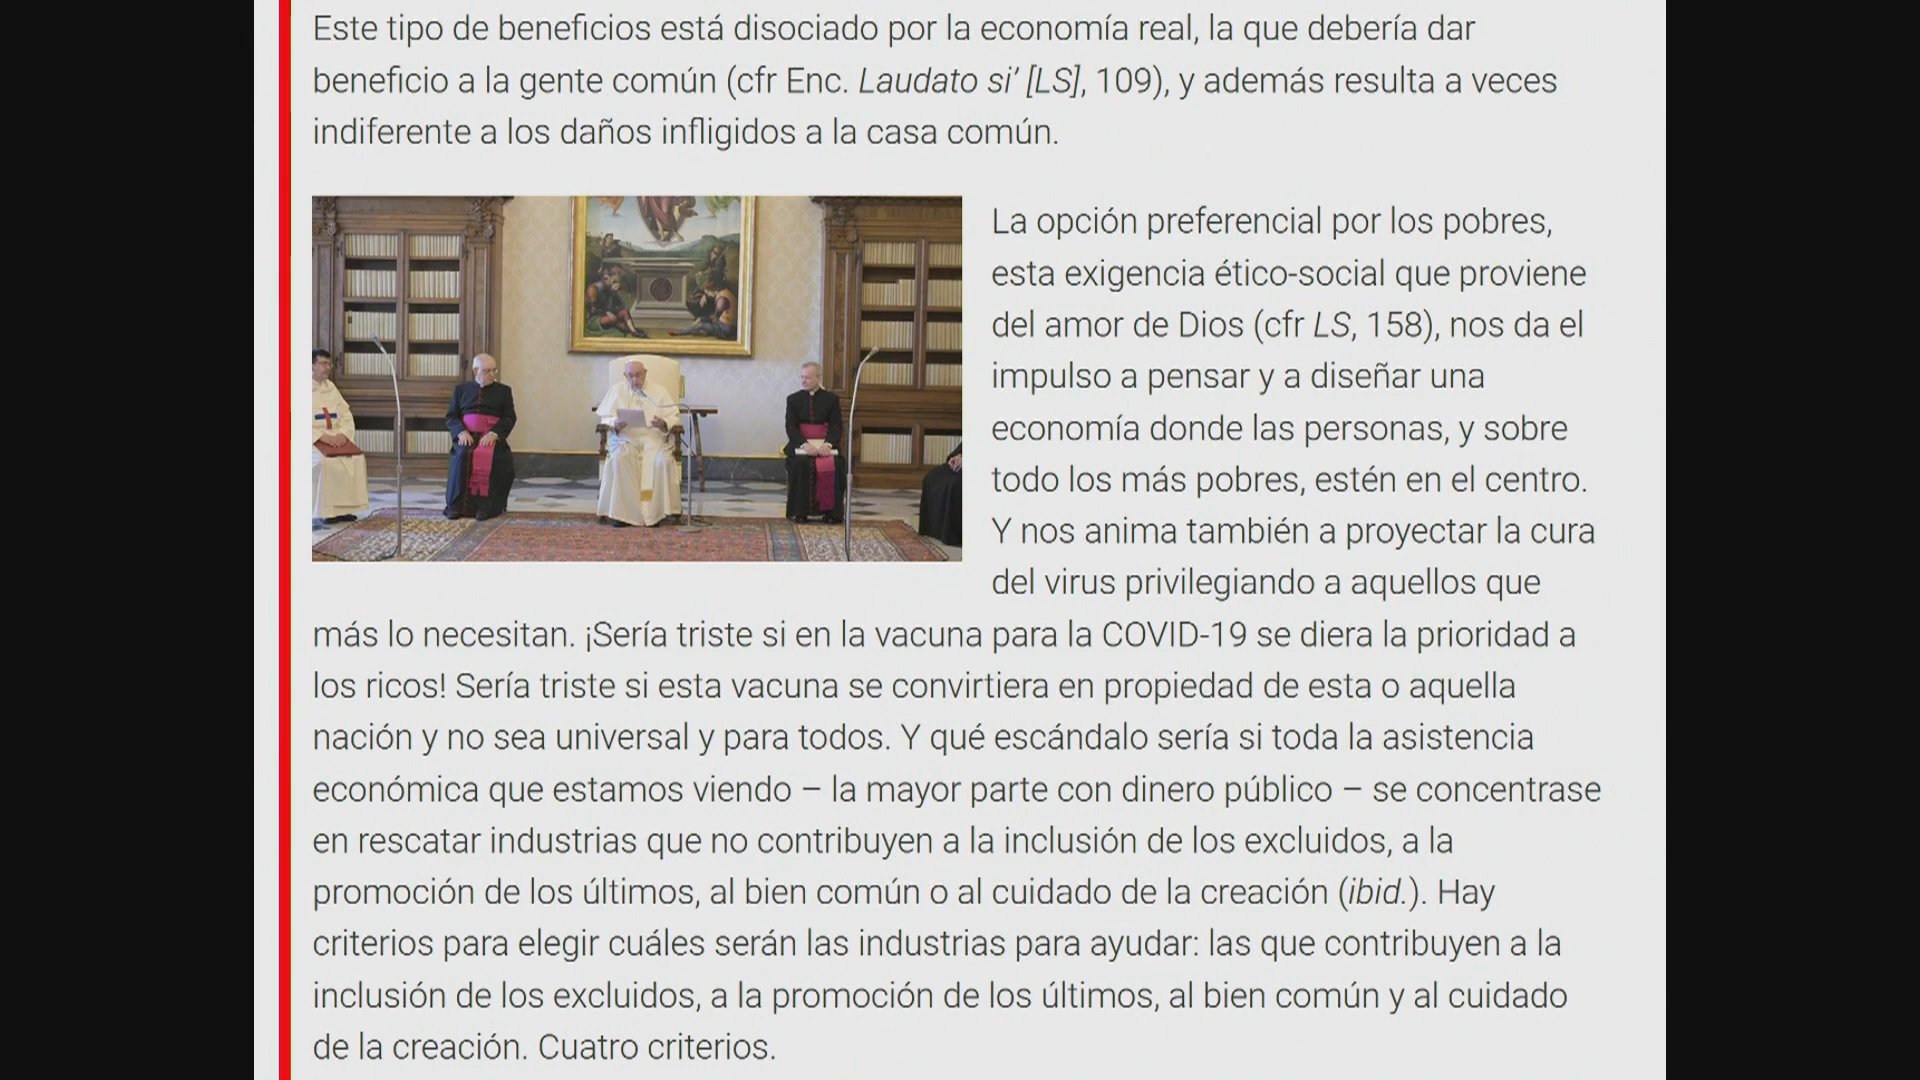 Este tipo de beneficios está disociado por la economía real, la que debería dar
beneficio a la gente común (cfr Enc. Laudato si’ [LS], 109), y además resulta a veces
indiferente a los daños infligidos a la casa común.
La opción preferencial por los pobres,
esta exigencia ético-social que proviene
del amor de Dios (cfr LS, 158), nos da el
impulso a pensar y a diseñar una
economía donde las personas, y sobre
todo los más pobres, estén en el centro.
Y nos anima también a proyectar la cura
del virus privilegiando a aquellos que
más lo necesitan. ¡Sería triste si en la vacuna para la COVID-19 se diera la prioridad a
los ricos! Sería triste si esta vacuna se convirtiera en propiedad de esta o aquella
nación y no sea universal y para todos. Y qué escándalo sería si toda la asistencia
económica que estamos viendo – la mayor parte con dinero público – se concentrase
en rescatar industrias que no contribuyen a la inclusión de los excluidos, a la
promoción de los últimos, al bien común o al cuidado de la creación (ibid.). Hay
criterios para elegir cuáles serán las industrias para ayudar: las que contribuyen a la
inclusión de los excluidos, a la promoción de los últimos, al bien común y al cuidado
de la creación. Cuatro criterios.